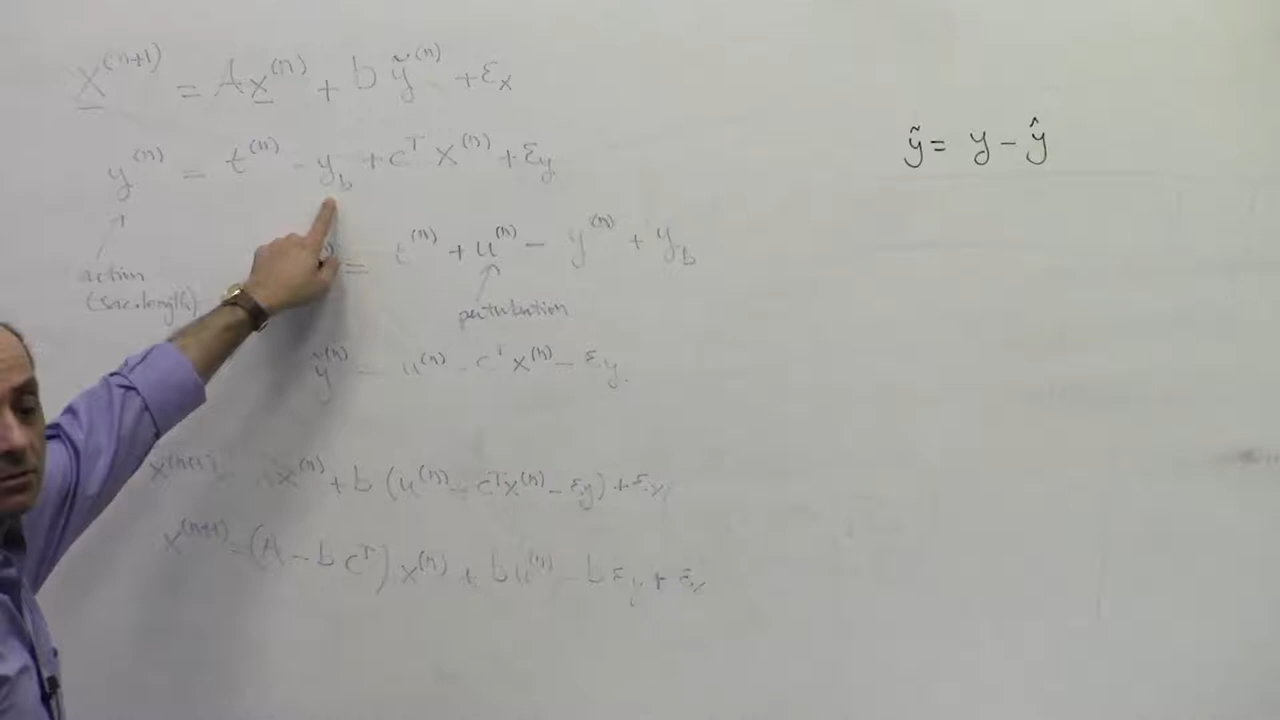 x^(n+1) = A x^(n) + b ỹ^(n) + ε_x
ỹ = y - ŷ
y^(n) = t^(n) - y_b + c^T x^(n) + ε_y
= t^(n) + u^(n) - y^(n) + y_b
action
(sac. length)
perturbation
ỹ^(n) = u^(n) - c^T x^(n) - ε_y.
x^(n+1) = x^(n) + b (u^(n) - c^T x^(n) - ε_y) + ε_x
x^(n+1) = (A - b c^T) x^(n) + b u^(n) - b ε_y + ε_x